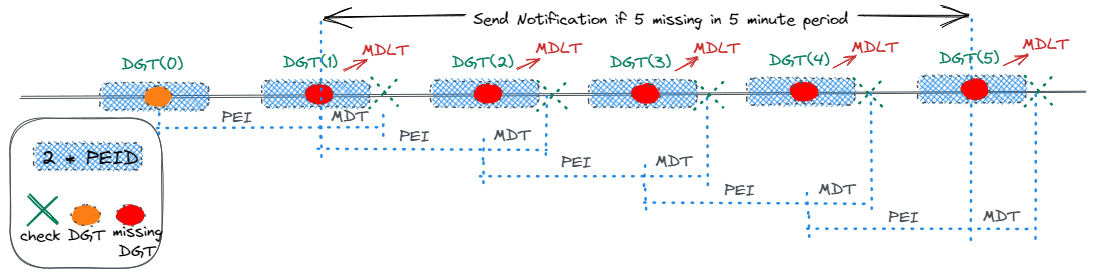 Send Notification if 5 missing in 5 minute period
DGT(0)
DGT(1)
MDLT
DGT(2)
MDLT
DGT(3)
MDLT
DGT(4)
MDLT
DGT(5)
MDLT
PEI
MDT
PEI
MDT
PEI
MDT
PEI
MDT
PEI
MDT
2 * PEID
check
DGT
missing
DGT